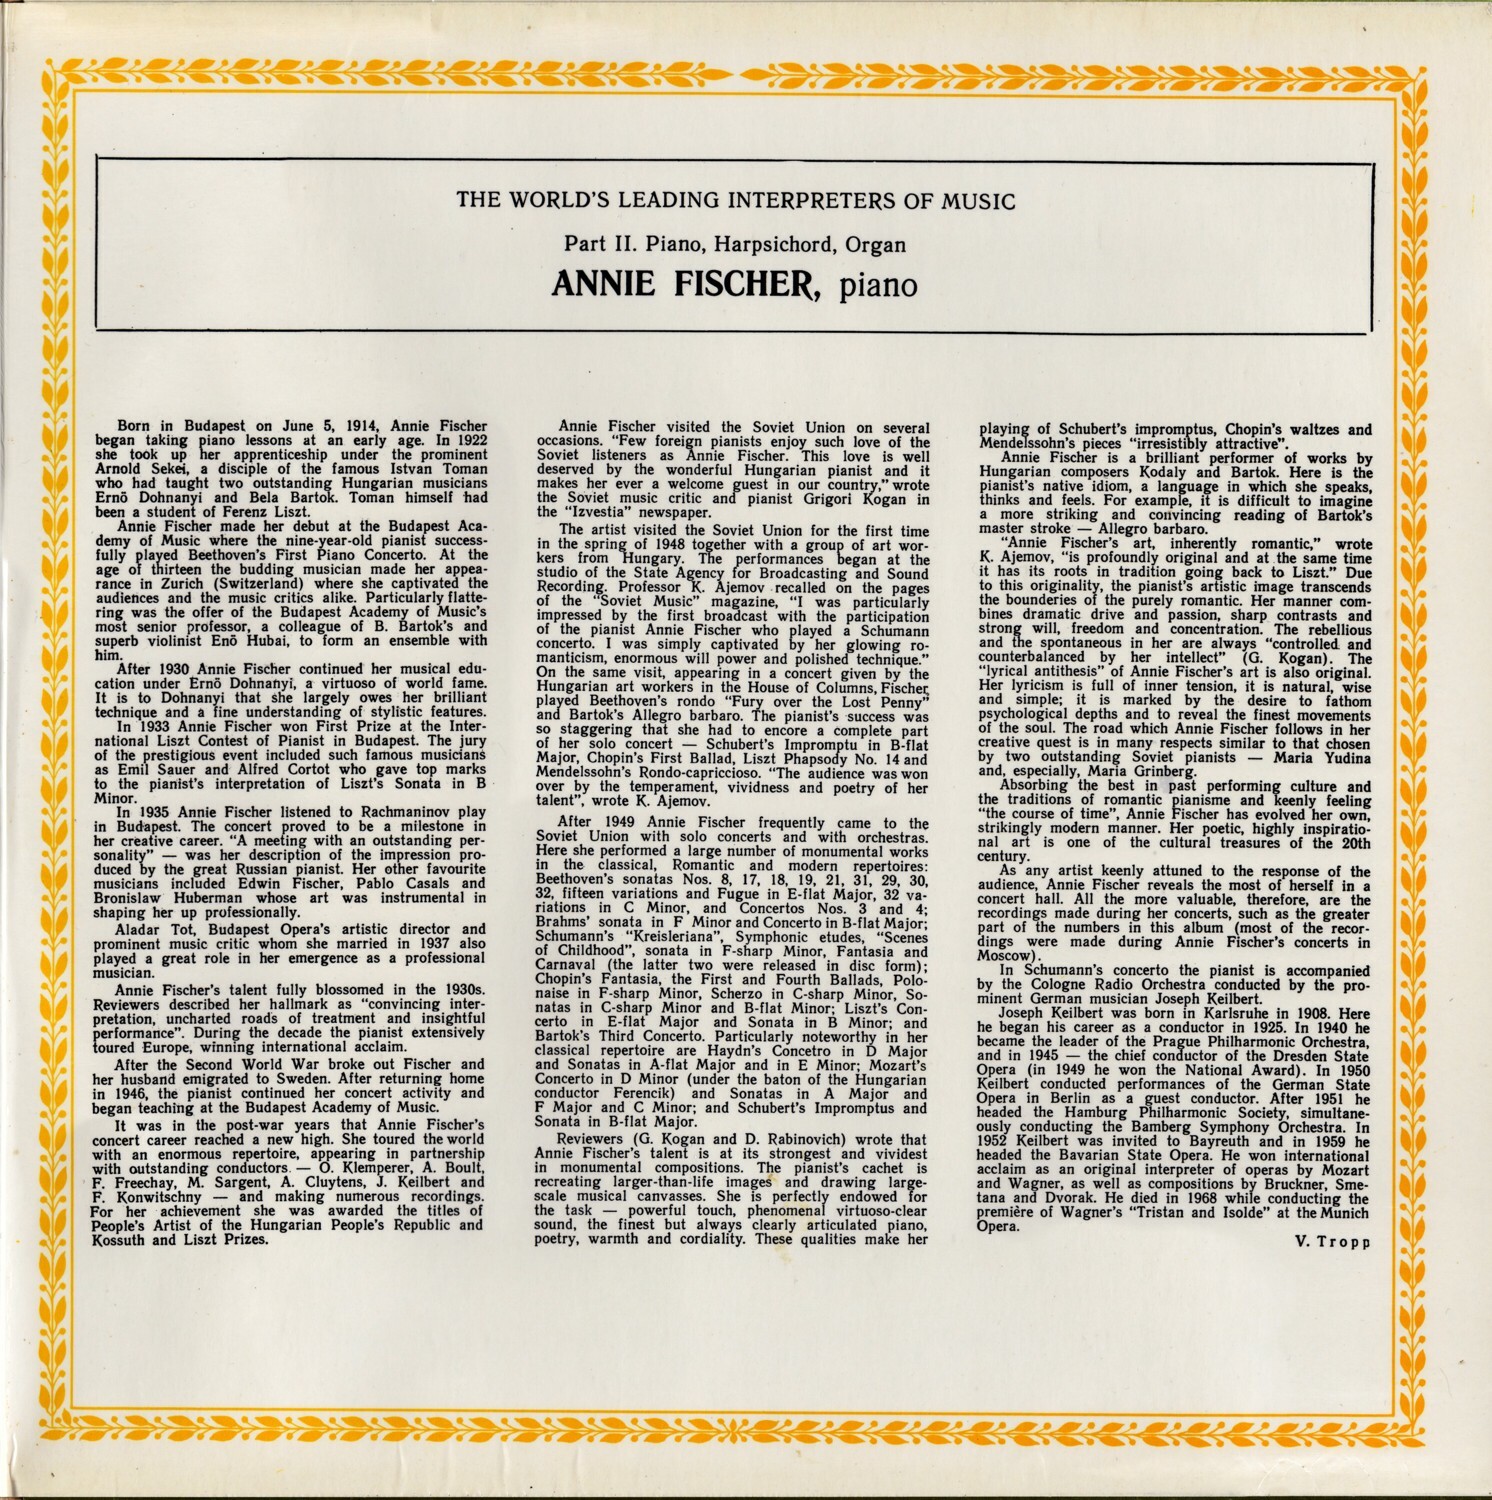 THE WORLD'S LEADING INTERPRETERS OF MUSIC
Part II. Piano, Harpsichord, Organ
ANNIE FISCHER, piano
Born in Budapest on June 5, 1914, Annie Fischer
began taking piano lessons at an early age. In 1922
she took up her apprenticeship under the prominent
Arnold Sekei, a disciple of the famous Istvan Toman
who had taught two outstanding Hungarian musicians
Ernö Dohnanyi and Bela Bartok. Toman himself had
been a student of Ferenz Liszt.
Annie Fischer made her debut at the Budapest Aca-
demy of Music where the nine-year-old pianist success-
fully played Beethoven's First Piano Concerto. At the
age of thirteen the budding musician made her appea-
rance in Zurich (Switzerland) where she captivated the
audiences and the music critics alike. Particularly flatte-
ring was the offer of the Budapest Academy of Music's
most senior professor, a colleague of B. Bartok's and
superb violinist Enö Hubai, to form an ensemble with
him.
After 1930 Annie Fischer continued her musical edu-
cation under Ernö Dohnanyi, a virtuoso of world fame.
It is to Dohnanyi that she largely owes her brilliant
technique and a fine understanding of stylistic features.
In 1933 Annie Fischer won First Prize at the Inter-
national Liszt Contest of Pianist in Budapest. The jury
of the prestigious event included such famous musicians
as Emil Sauer and Alfred Cortot who gave top marks
to the pianist's interpretation of Liszt's Sonata in B
Minor.
In 1935 Annie Fischer listened to Rachmaninov play
in Budapest. The concert proved to be a milestone in
her creative career. "A meeting with an outstanding per-
sonality" — was her description of the impression pro-
duced by the great Russian pianist. Her other favourite
musicians included Edwin Fischer, Pablo Casals and
Bronislaw Huberman whose art was instrumental in
shaping her up professionally.
Aladar Tot, Budapest Opera's artistic director and
prominent music critic whom she married in 1937 also
played a great role in her emergence as a professional
musician.
Annie Fischer's talent fully blossomed in the 1930s.
Reviewers described her hallmark as "convincing inter-
pretation, uncharted roads of treatment and insightful
performance". During the decade the pianist extensively
toured Europe, winning international acclaim.
After the Second World War broke out Fischer and
her husband emigrated to Sweden. After returning home
in 1946, the pianist continued her concert activity and
began teaching at the Budapest Academy of Music.
It was in the post-war years that Annie Fischer's
concert career reached a new high. She toured the world
with an enormous repertoire, appearing in partnership
with outstanding conductors — O. Klemperer, A. Boult,
F. Freechay, M. Sargent, A. Cluytens, J. Keilbert and
F. Konwitschny — and making numerous recordings.
For her achievement she was awarded the titles of
People's Artist of the Hungarian People's Republic and
Kossuth and Liszt Prizes.
Annie Fischer visited the Soviet Union on several
occasions. "Few foreign pianists enjoy such love of the
Soviet listeners as Annie Fischer. This love is well
deserved by the wonderful Hungarian pianist and it
makes her ever a welcome guest in our country," wrote
the Soviet music critic and pianist Grigori Kogan in
the "Izvestia" newspaper.
The artist visited the Soviet Union for the first time
in the spring of 1948 together with a group of art wor-
kers from Hungary. The performances began at the
studio of the State Agency for Broadcasting and Sound
Recording. Professor K. Ajemov recalled on the pages
of the "Soviet Music" magazine, "I was particularly
impressed by the first broadcast with the participation
of the pianist Annie Fischer who played a Schumann
concerto. I was simply captivated by her glowing ro-
manticism, enormous will power and polished technique."
On the same visit, appearing in a concert given by the
Hungarian art workers in the House of Columns, Fischer
played Beethoven's rondo "Fury over the Lost Penny"
and Bartok's Allegro barbaro. The pianist's success was
so staggering that she had to encore a complete part
of her solo concert — Schubert's Impromptu in B-flat
Major, Chopin's First Ballad, Liszt Phapsody No. 14 and
Mendelssohn's Rondo-capriccioso. "The audience was won
over by the temperament, vividness and poetry of her
talent", wrote K. Ajemov.
After 1949 Annie Fischer frequently came to the
Soviet Union with solo concerts and with orchestras.
Here she performed a large number of monumental works
in the classical, Romantic and modern repertoires:
Beethoven's sonatas Nos. 8, 17, 18, 19, 21, 31, 29, 30,
32, fifteen variations and Fugue in E-flat Major, 32 va-
riations in C Minor, and Concertos Nos. 3 and 4;
Brahms' sonata in F Minor and Concerto in B-flat Major;
Schumann's "Kreisleriana", Symphonic etudes, "Scenes
of Childhood", sonata in F-sharp Minor, Fantasia and
Carnaval (the latter two were released in disc form);
Chopin's Fantasia, the First and Fourth Ballads, Polo-
naise in F-sharp Minor, Scherzo in C-sharp Minor, So-
natas in C-sharp Minor and B-flat Minor; Liszt's Con-
certo in E-flat Major and Sonata in B Minor; and
Bartok's Third Concerto. Particularly noteworthy in her
classical repertoire are Haydn's Concetro in D Major
and Sonatas in A-flat Major and in E Minor; Mozart's
Concerto in D Minor (under the baton of the Hungarian
conductor Ferencik) and Sonatas in A Major and
F Major and C Minor; and Schubert's Impromptus and
Sonata in B-flat Major.
Reviewers (G. Kogan and D. Rabinovich) wrote that
Annie Fischer's talent is at its strongest and vividest
in monumental compositions. The pianist's cachet is
recreating larger-than-life images and drawing large-
scale musical canvasses. She is perfectly endowed for
the task — powerful touch, phenomenal virtuoso-clear
sound, the finest but always clearly articulated piano,
poetry, warmth and cordiality. These qualities make her
playing of Schubert's impromptus, Chopin's waltzes and
Mendelssohn's pieces "irresistibly attractive".
Annie Fischer is a brilliant performer of works by
Hungarian composers Kodaly and Bartok. Here is the
pianist's native idiom, a language in which she speaks,
thinks and feels. For example, it is difficult to imagine
a more striking and convincing reading of Bartok's
master stroke — Allegro barbaro.
"Annie Fischer's art, inherently romantic," wrote
K. Ajemov, "is profoundly original and at the same time
it has its roots in tradition going back to Liszt." Due
to this originality, the pianist's artistic image transcends
the bounderies of the purely romantic. Her manner com-
bines dramatic drive and passion, sharp contrasts and
strong will, freedom and concentration. The rebellious
and the spontaneous in her are always "controlled and
counterbalanced by her intellect" (G. Kogan). The
"lyrical antithesis" of Annie Fischer's art is also original.
Her lyricism is full of inner tension, it is natural, wise
and simple; it is marked by the desire to fathom
psychological depths and to reveal the finest movements
of the soul. The road which Annie Fischer follows in her
creative quest is in many respects similar to that chosen
by two outstanding Soviet pianists — Maria Yudina
and, especially, Maria Grinberg.
Absorbing the best in past performing culture and
the traditions of romantic pianisme and keenly feeling
"the course of time", Annie Fischer has evolved her own,
strikingly modern manner. Her poetic, highly inspiratio-
nal art is one of the cultural treasures of the 20th
century.
As any artist keenly attuned to the response of the
audience, Annie Fischer reveals the most of herself in a
concert hall. All the more valuable, therefore, are the
recordings made during her concerts, such as the greater
part of the numbers in this album (most of the recor-
dings were made during Annie Fischer's concerts in
Moscow).
In Schumann's concerto the pianist is accompanied
by the Cologne Radio Orchestra conducted by the pro-
minent German musician Joseph Keilbert.
Joseph Keilbert was born in Karlsruhe in 1908. Here
he began his career as a conductor in 1925. In 1940 he
became the leader of the Prague Philharmonic Orchestra,
and in 1945 — the chief conductor of the Dresden State
Opera (in 1949 he won the National Award). In 1950
Keilbert conducted performances of the German State
Opera in Berlin as a guest conductor. After 1951 he
headed the Hamburg Philharmonic Society, simultane-
ously conducting the Bamberg Symphony Orchestra. In
1952 Keilbert was invited to Bayreuth and in 1959 he
headed the Bavarian State Opera. He won international
acclaim as an original interpreter of operas by Mozart
and Wagner, as well as compositions by Bruckner, Sme-
tana and Dvorak. He died in 1968 while conducting the
première of Wagner's "Tristan and Isolde" at the Munich
Opera.
V. Tropp